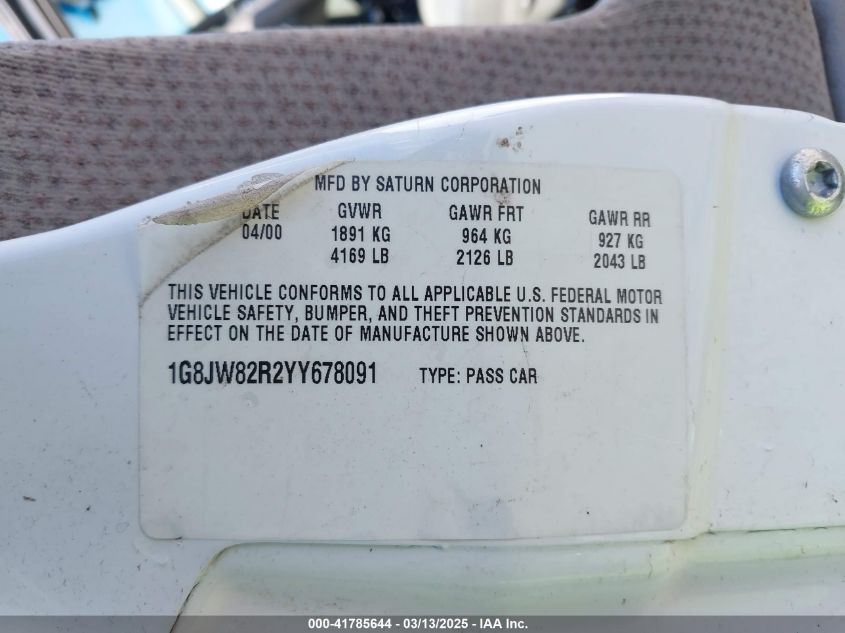 MFD BY SATURN CORPORATION
DATE GVWR GAWR FRT GAWR RR
04/00 1891 KG 964 KG 927 KG
4169 LB 2126 LB 2043 LB
THIS VEHICLE CONFORMS TO ALL APPLICABLE U.S. FEDERAL MOTOR
VEHICLE SAFETY, BUMPER, AND THEFT PREVENTION STANDARDS IN
EFFECT ON THE DATE OF MANUFACTURE SHOWN ABOVE.
1G8JW82R2YY678091 TYPE: PASS CAR
000-41785644 / 03/13/2025 - IAA Inc.